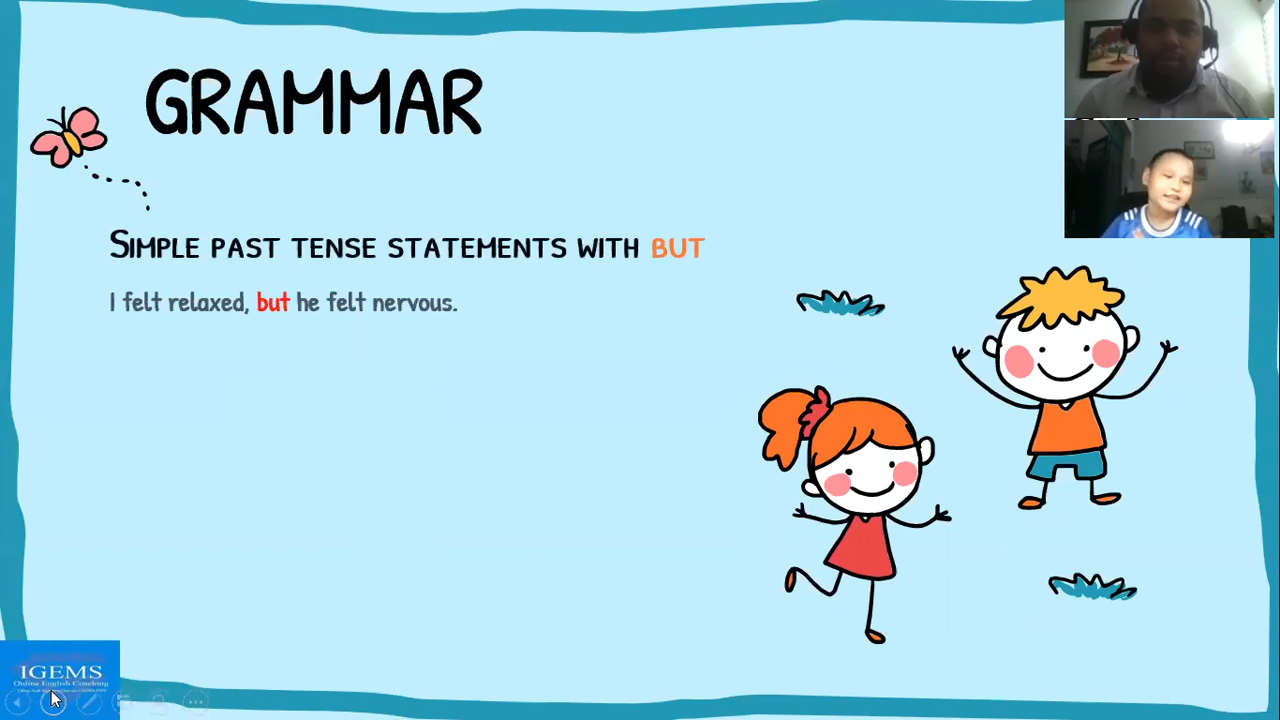 GRAMMAR
SIMPLE PAST TENSE STATEMENTS WITH BUT
I felt relaxed, but he felt nervous.
IGEMS
Online English Coaching